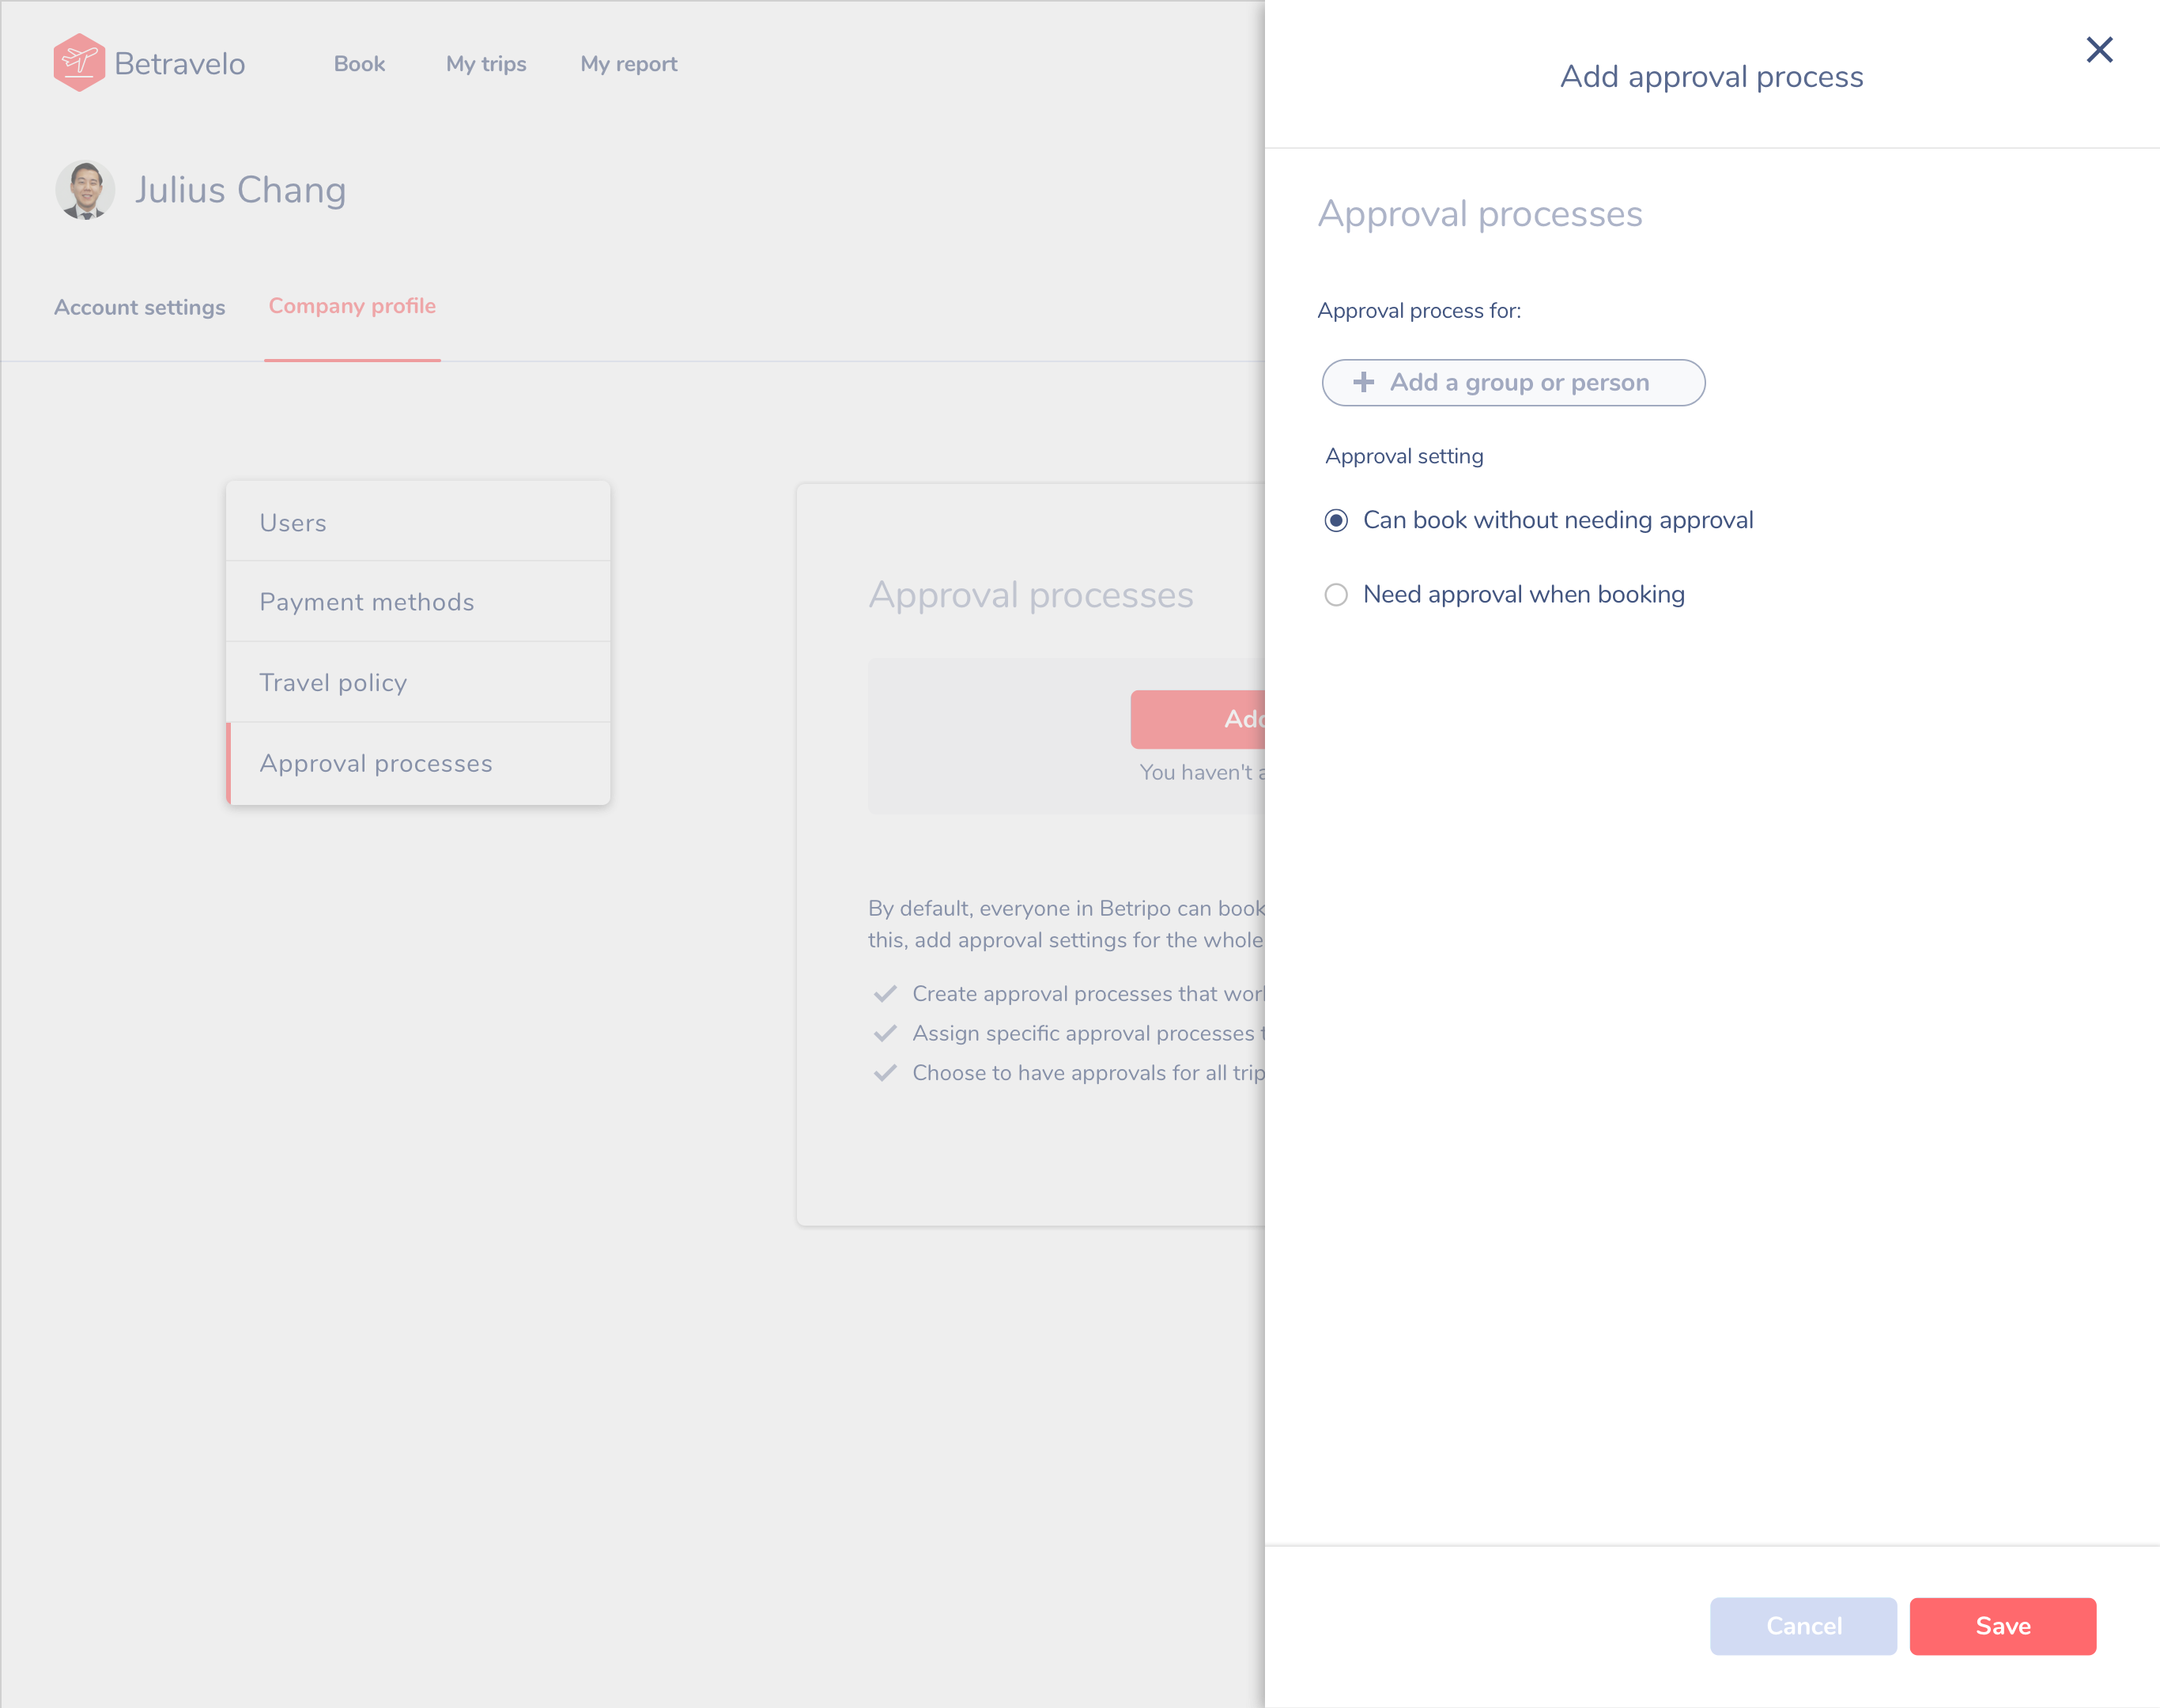 Betravelo
Book
My trips
My report
Julius Chang
Account settings
Company profile
Users
Payment methods
Travel policy
Approval processes
Approval processes
You haven't
By default, everyone in Betripo can book
this, add approval settings for the whole
Create approval processes that
Assign specific approval processes
Choose to have approvals for all
Add approval process
Approval processes
Approval process for:
Add a group or person
Approval setting
Can book without needing approval
Need approval when booking
Cancel
Save